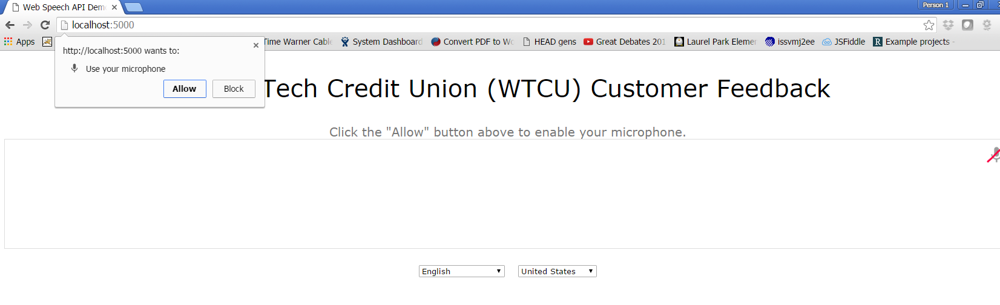 Web Speech API Dem
Person 1
localhost:5000
Apps
Time Warner Cable
System Dashboard
Convert PDF to Wo
HEAD gens
Great Debates 201
Laurel Park Elemen
issvmj2ee
JSFiddle
R Example projects -
http://localhost:5000 wants to:
Use your microphone
Allow Block
Tech Credit Union (WTCU) Customer Feedback
Click the "Allow" button above to enable your microphone.
English United States